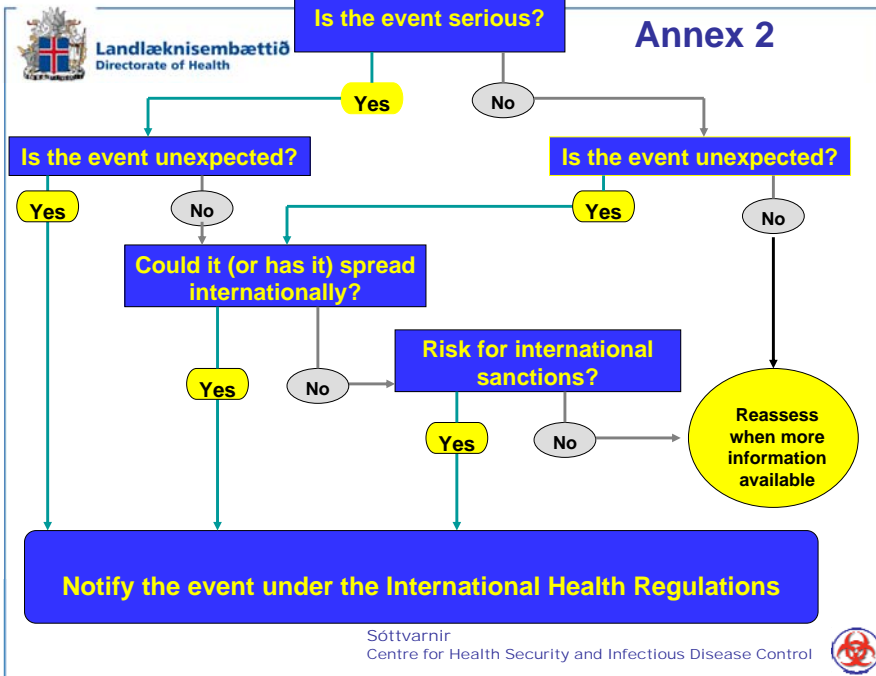 Is the event serious?
Annex 2
Landlæknisembættið
Directorate of Health
Yes
No
Is the event unexpected?
Is the event unexpected?
Yes
No
Yes
No
Could it (or has it) spread
internationally?
Risk for international
sanctions?
Yes
No
Reassess
when more
information
available
Yes
No
Notify the event under the International Health Regulations
Sóttvarnir
Centre for Health Security and Infectious Disease Control